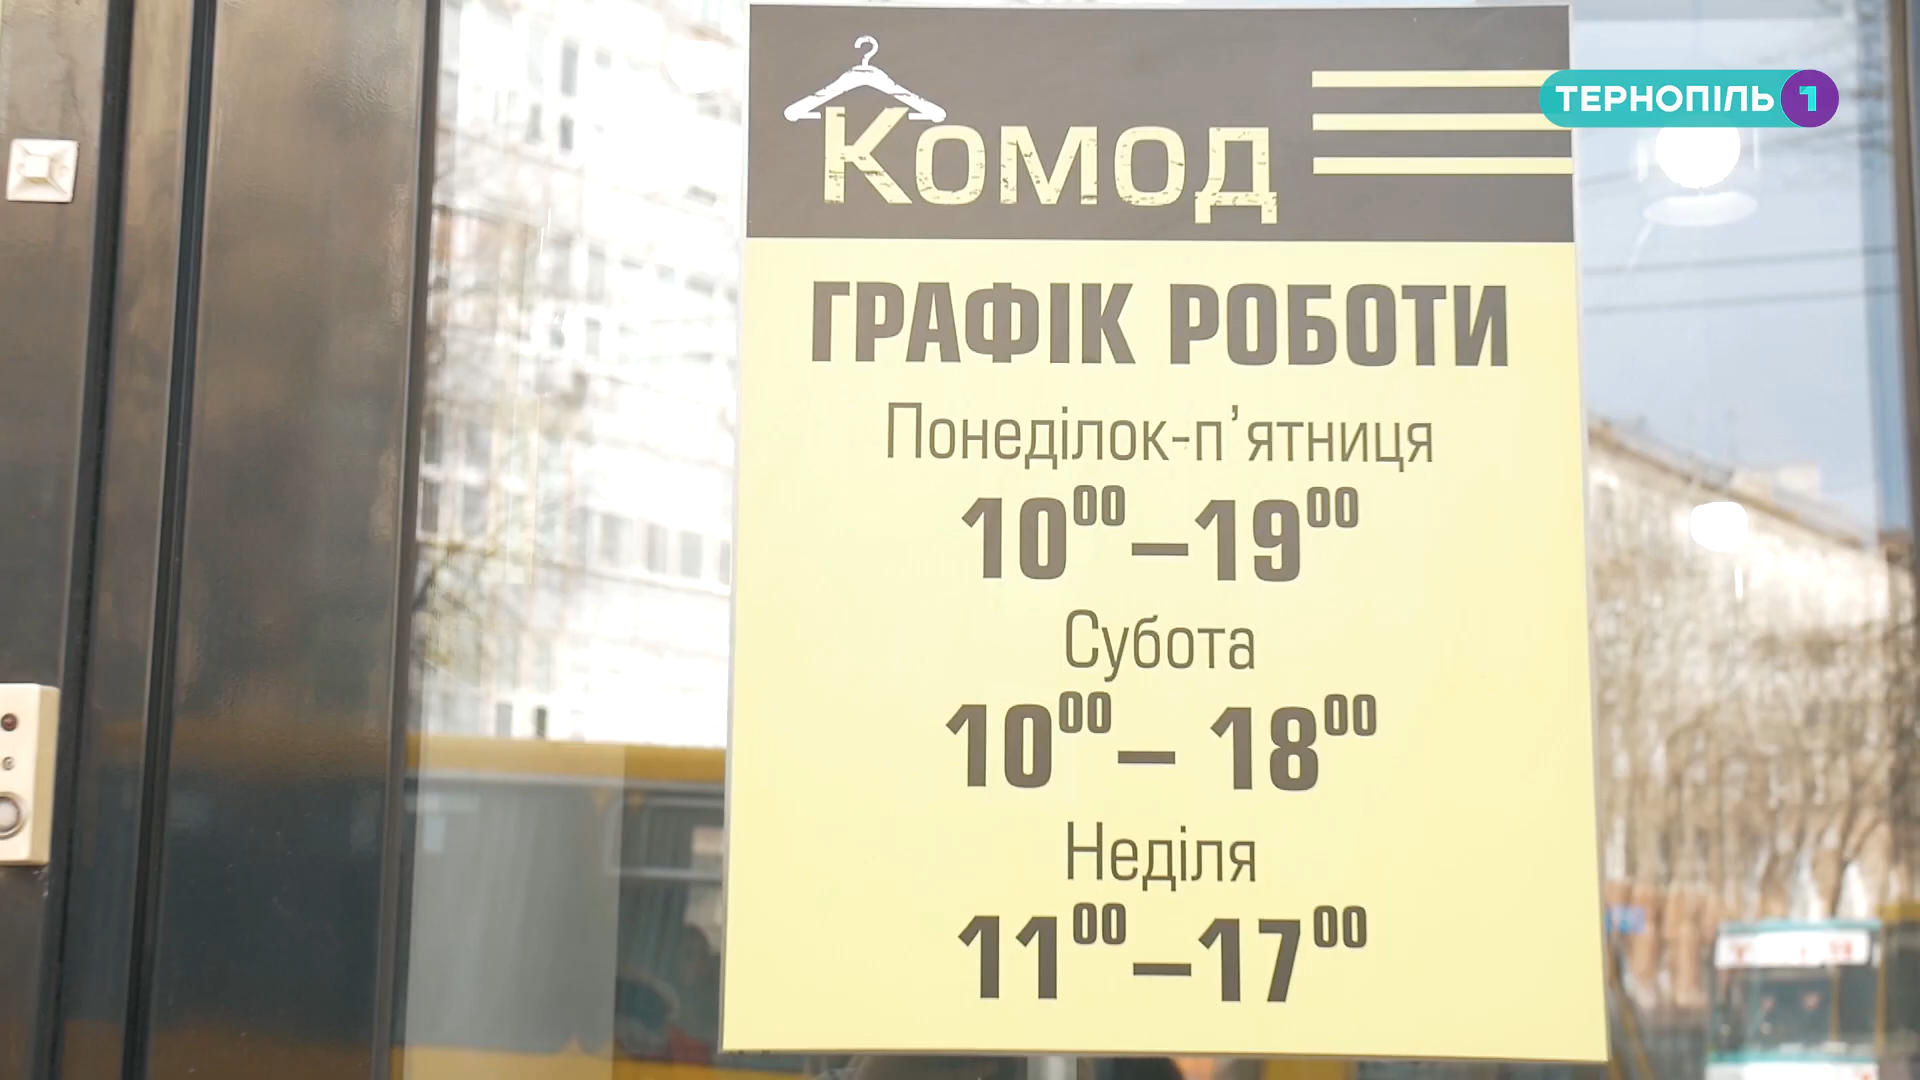 ТЕРНОПІЛЬ 1
Комод
ГРАФІК РОБОТИ
Понеділок-п'ятниця
10⁰⁰–19⁰⁰
Субота
10⁰⁰– 18⁰⁰
Неділя
11⁰⁰–17⁰⁰